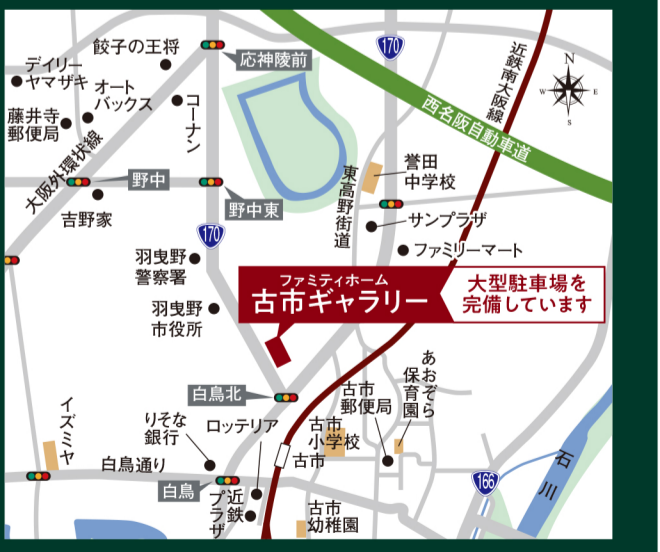 餃子の王将
応神陵前
170
近鉄南大阪線
N
W
E
S
デイリー
ヤマザキ
オート
バックス
コーナン
藤井寺
郵便局
大阪外環状線
西名阪自動車道
野中
野中東
吉野家
誉田
中学校
東高野街道
サンプラザ
ファミリーマート
170
羽曳野
警察署
羽曳野
市役所
ファミティホーム
古市ギャラリー
大型駐車場を
完備しています
白鳥北
あおぞら
保育園
古市
郵便局
イズミヤ
りそな
銀行
ロッテリア
古市
小学校
古市
白鳥通り
白鳥
近鉄
プラザ
古市
幼稚園
166
石川